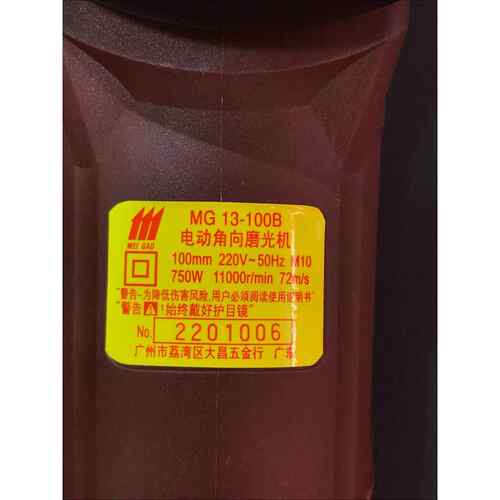 MEI GAO
MG 13-100B
电动角向磨光机
100mm 220V~50Hz M10
750W 11000r/min 72m/s
"警告-为降低伤害风险,用户必须阅读使用说明书"
"警告⚠!始终戴好护目镜"
No. 2201006
广州市荔湾区大昌五金行 广东